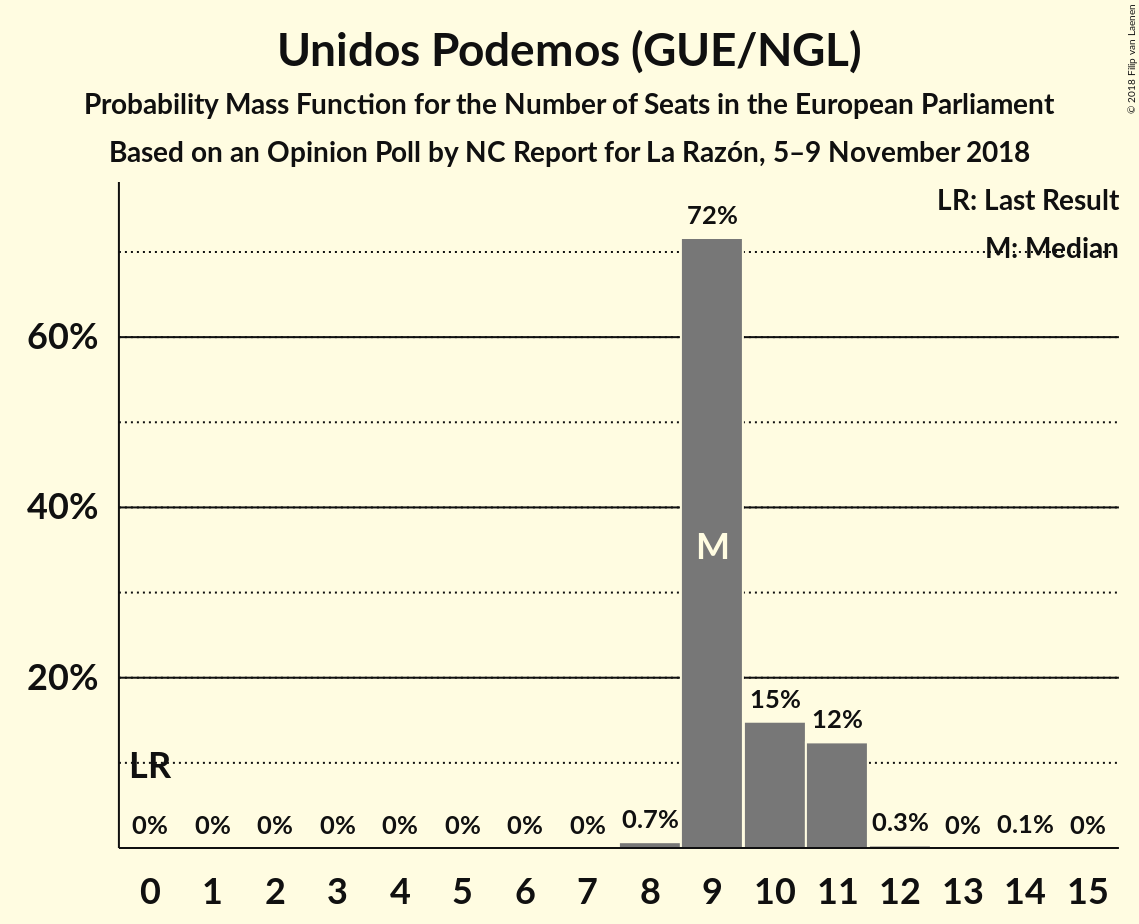 Unidos Podemos (GUE/NGL)
Probability Mass Function for the Number of Seats in the European Parliament
Based on an Opinion Poll by NC Report for La Razón, 5–9 November 2018
© 2018 Filip van Laenen
LR: Last Result
M: Median
72%
60%
40%
M
20%
15%
12%
LR
0% 0% 0% 0% 0% 0% 0% 0% 0.7% 0.3% 0% 0.1% 0%
0 1 2 3 4 5 6 7 8 9 10 11 12 13 14 15